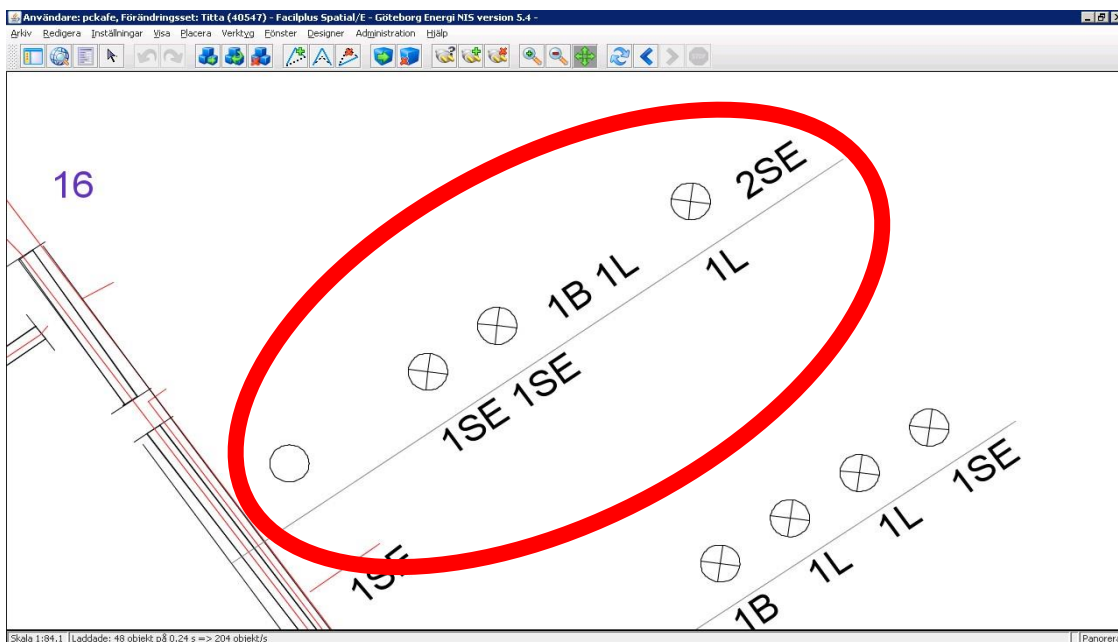 Användare: pckafe, Förändringsset: Titta (40547) - Facilplus Spatial/E - Göteborg Energi NIS version 5.4 -
Arkiv Redigera Inställningar Visa Placera Verktyg Fönster Designer Administration Hjälp
16
2SE
1L
1B 1L
1SE 1SE
1SE
1SE
1L
1L
1B
Skala 1:84.1 Laddade: 48 objekt på 0.24 s => 204 objekt/s Panorer